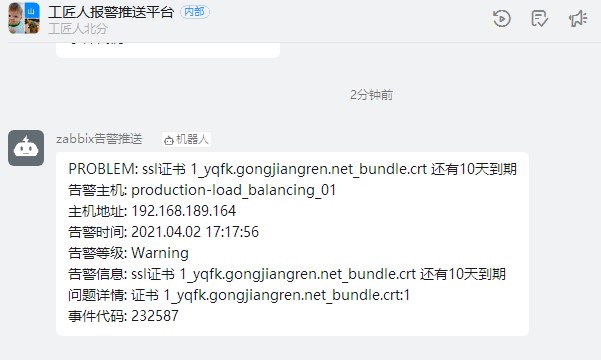 工匠人报警推送平台 内部
工匠人北分
2分钟前
zabbix告警推送 机器人
PROBLEM: ssl证书 1_yqfk.gongjiangren.net_bundle.crt 还有10天到期
告警主机: production-load_balancing_01
主机地址: 192.168.189.164
告警时间: 2021.04.02 17:17:56
告警等级: Warning
告警信息: ssl证书 1_yqfk.gongjiangren.net_bundle.crt 还有10天到期
问题详情: 证书 1_yqfk.gongjiangren.net_bundle.crt:1
事件代码: 232587